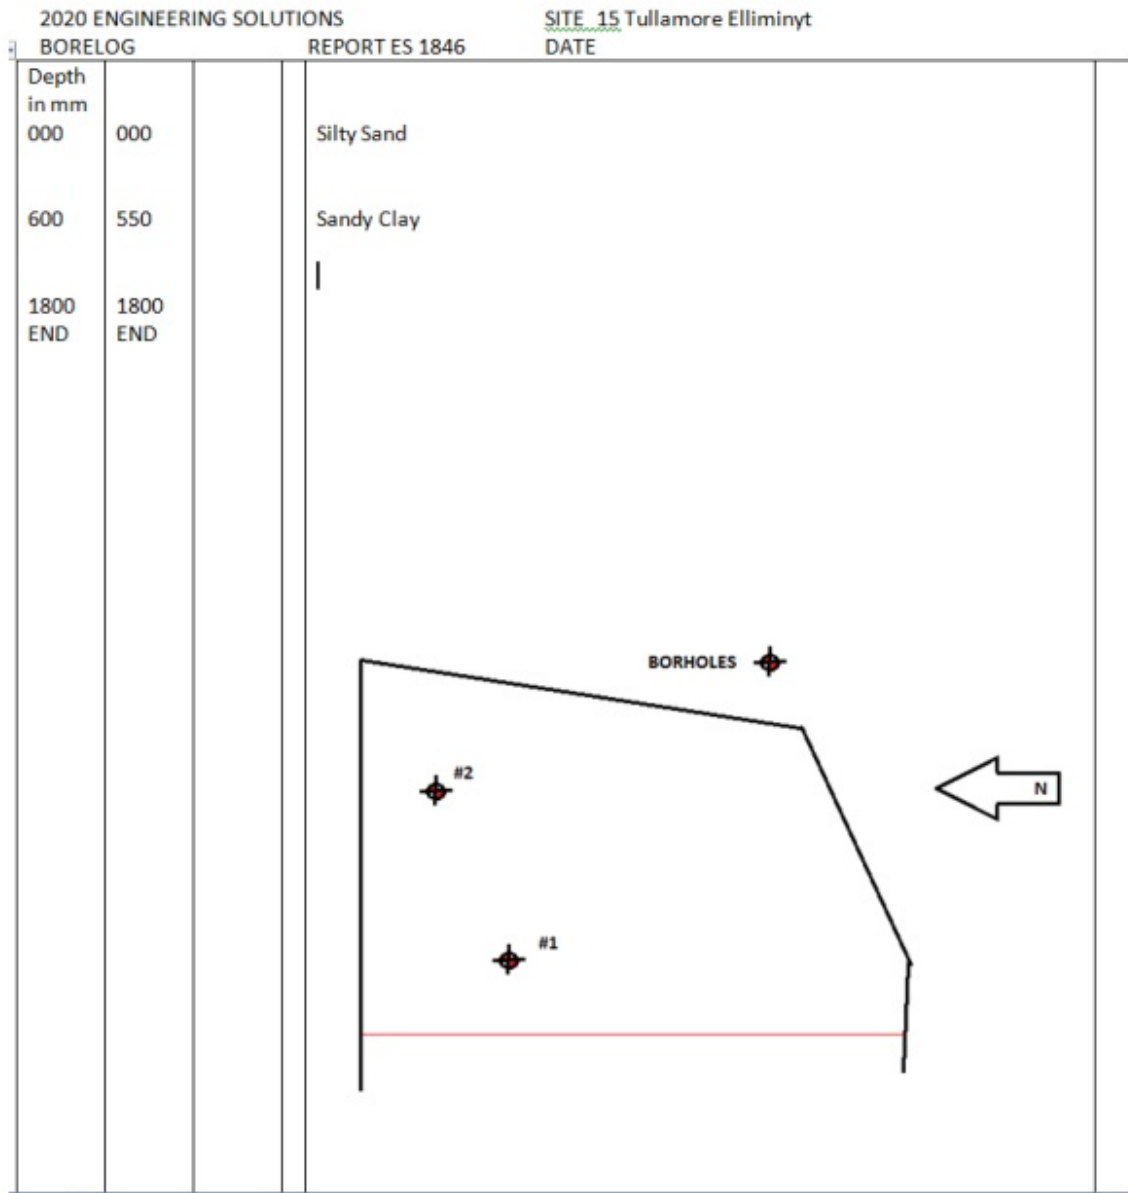 2020 ENGINEERING SOLUTIONS SITE 15 Tullamore Elliminyt
BORELOG REPORT ES 1846 DATE
Depth
in mm
000 000 Silty Sand
600 550 Sandy Clay
1800 1800
END END
BORHOLES
#2
N
#1